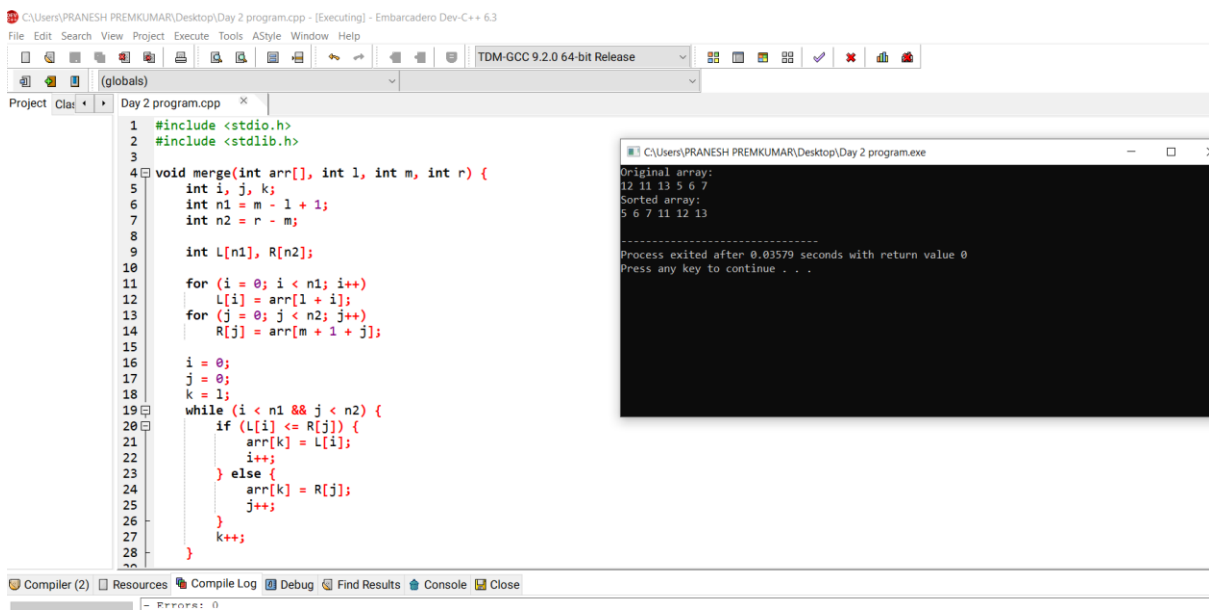 C:\Users\PRANESH PREMKUMAR\Desktop\Day 2 program.cpp - [Executing] - Embarcadero Dev-C++ 6.3
File Edit Search View Project Execute Tools AStyle Window Help
TDM-GCC 9.2.0 64-bit Release
(globals)
Project Clas
Day 2 program.cpp
1 #include <stdio.h>
2 #include <stdlib.h>
3
4 void merge(int arr[], int l, int m, int r) {
5     int i, j, k;
6     int n1 = m - l + 1;
7     int n2 = r - m;
8
9     int L[n1], R[n2];
10
11     for (i = 0; i < n1; i++)
12         L[i] = arr[l + i];
13     for (j = 0; j < n2; j++)
14         R[j] = arr[m + 1 + j];
15
16     i = 0;
17     j = 0;
18     k = l;
19     while (i < n1 && j < n2) {
20         if (L[i] <= R[j]) {
21             arr[k] = L[i];
22             i++;
23         } else {
24             arr[k] = R[j];
25             j++;
26         }
27         k++;
28     }
C:\Users\PRANESH PREMKUMAR\Desktop\Day 2 program.exe
Original array:
12 11 13 5 6 7
Sorted array:
5 6 7 11 12 13
--------------------------------
Process exited after 0.03579 seconds with return value 0
Press any key to continue . . .
Compiler (2) Resources Compile Log Debug Find Results Console Close
- Errors: 0